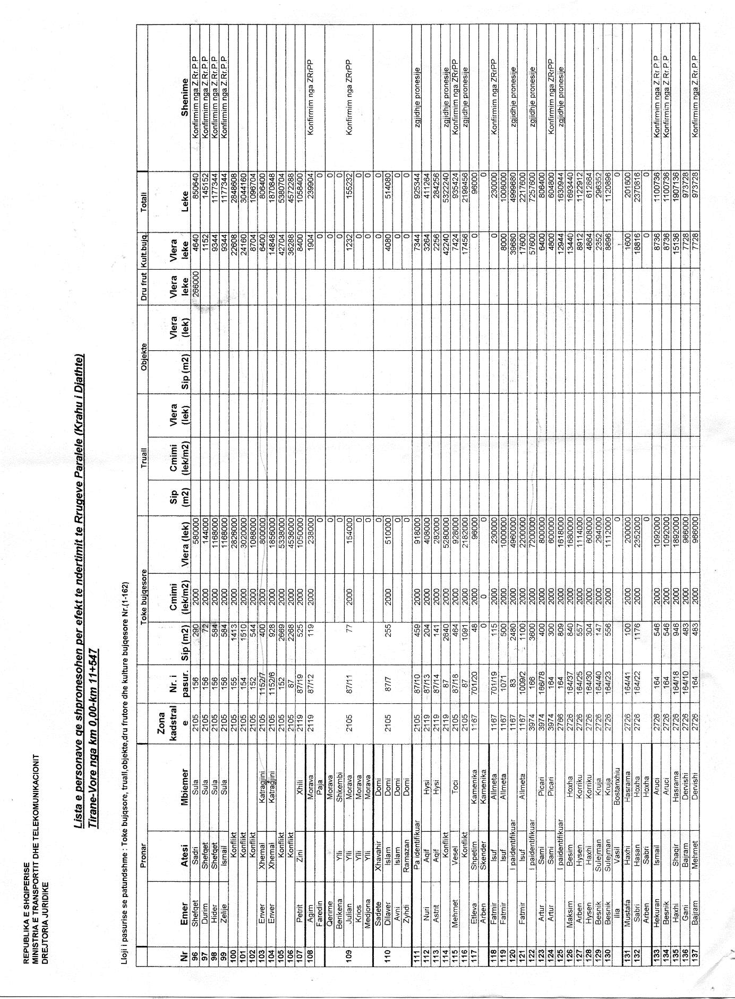 REPUBLIKA E SHQIPERISE
MINISTRIA E TRANSPORTIT DHE TELEKOMUNIKACIONIT
DREJTORIA JURIDIKE
Lista e personave qe shpronesohen per efekt te ndertimit te Rrugeve Paralele (Krahu i Djathte)
Tirane-Vore nga km 0,00-km 11+547
Lloji i pasurise se patundshme : Toke bujqsore, truall,objekte,dru frutore dhe kulture bujqesore Nr.(1-162)
Pronar Toke bujqesore Truall Objekte Dru frut Kult.bujq. Totali
Nr Emer Atesi Mbiemer Zona kadstral e Nr. i pasur. Sip (m2) Cmimi (lek/m2) Vlera (lek) Sip (m2) Cmimi (lek/m2) Vlera (lek) Sip (m2) Vlera (lek) Vlera leke Vlera leke Leke Shenime
96 Shefqet Sadri Sula 2105 156 290 2000 580000 266000 4640 850640 Konfirmim nga Z.Rr.P.P
97 Durim Shefqet Sula 2105 156 72 2000 144000 1152 145152 Konfirmim nga Z.Rr.P.P
98 Hider Shefqet Sula 2105 156 584 2000 1168000 9344 1177344 Konfirmim nga Z.Rr.P.P
99 Zelije Ismail Sula 2105 156 584 2000 1168000 9344 1177344 Konfirmim nga Z.Rr.P.P
100 Konflikt 2105 155 1413 2000 2826000 22608 2848608
101 Konflikt 2105 154 1510 2000 3020000 24160 3044160
102 Konflikt 2105 152 544 2000 1088000 8704 1096704
103 Enver Xhemal Katragjini 2105 1152/7 400 2000 800000 6400 806400
104 Enver Xhemal Katragjini 2105 1152/6 928 2000 1856000 14848 1870848
105 Konflikt 2105 152 2669 2000 5338000 42704 5380704
106 Konflikt 2105 87 2268 2000 4536000 36288 4572288
107 Petrit Zini Xhili 2119 87/19 525 2000 1050000 8400 1058400
108 Agim Morava 2119 87/12 119 2000 238000 1904 239904 Konfirmim nga ZRrPP
Faredin Paja 0 0 0
Qerime Morava 0 0 0
Berikena Ylli Shkembi 0 0 0
109 Julian Ylli Morava 2105 87/11 77 2000 154000 1232 155232 Konfirmim nga ZRrPP
Krios Ylli Morava 0 0 0
Medjona Ylli Morava 0 0 0
Sadete Xhavahir Domi 0 0 0
110 Dilaver Islam Domi 2105 87/7 255 2000 510000 4080 514080
Avni Islam Domi 0 0 0
Zyhdi Ramazan Domi 0 0 0
111 Pa identifikuar 2105 87/10 459 2000 918000 7344 925344 zgjidhje pronesije
112 Nuri Aqif Hysi 2119 87/13 204 2000 408000 3264 411264
113 Astrit Aqif Hysi 2119 87/14 141 2000 282000 2256 284256
114 Konflikt 2119 87 2640 2000 5280000 42240 5322240 zgjidhje pronesije
115 Mehmet Vesel Toci 2105 87/18 464 2000 928000 7424 935424 Konfirmim nga ZRrPP
116 Konflikt 2105 87 1091 2000 2182000 17456 2199456 zgjidhje pronesije
117 Etleva Shpetim Kamenika 1167 701/20 48 2000 96000 0 96000
Arben Skender Kamenika 0 0 0 0 0
118 Fatmir Isuf Allmeta 1167 701/19 115 2000 230000 0 230000 Konfirmim nga ZRrPP
119 Fatmir Isuf Allmeta 1167 1071 500 2000 1000000 8000 1008000
120 I paidentifikuar 1167 83 2480 2000 4960000 39680 4999680 zgjidhje pronesije
121 Fatmir Isuf Allmeta 1167 1009/2 1100 2000 2200000 17600 2217600
122 I paidentifikuar 3974 166 3600 2000 7200000 57600 7257600 zgjidhje pronesije
123 Artur Sami Picari 3974 166/78 400 2000 800000 6400 806400
124 Artur Sami Picari 3974 164 300 2000 600000 4800 604800 Konfirmim nga ZRrPP
125 I paidentifikuar 2766 164 809 2000 1618000 12944 1630944 zgjidhje pronesije
126 Maksim Besim Hoxha 2726 164/37 840 2000 1680000 13440 1693440
127 Arben Hysen Korriku 2726 164/25 557 2000 1114000 8912 1122912
128 Hysen Haxhi Korriku 2726 164/30 304 2000 608000 4864 612864
129 Besnik Sulejman Kruja 2726 164/40 147 2000 294000 2352 296352
130 Besnik Sulejman Kruja 2726 164/23 556 2000 1112000 8896 1120896
Ilia Vasil Bostanxhiu 0 0
131 Mustafa Haxhi Hasrama 2726 164/41 100 2000 200000 1600 201600
132 Sabri Hasan Hoxha 2726 164/22 1176 2000 2352000 18816 2370816
Arben Sabri Hoxha 0 0
133 Hekuran Ismail Aruci 2726 164 546 2000 1092000 8736 1100736 Konfirmim nga Z.Rr.P.P
134 Besnik Aruci 2726 164 546 2000 1092000 8736 1100736 Konfirmim nga Z.Rr.P.P
135 Haxhi Shaqir Hasrama 2726 164/18 946 2000 1892000 15136 1907136
136 Gani Bajram Dervishi 2726 164/10 483 2000 966000 7728 973728
137 Bajram Mehmet Dervishi 2726 164 483 2000 966000 7728 973728 Konfirmim nga Z.Rr.P.P